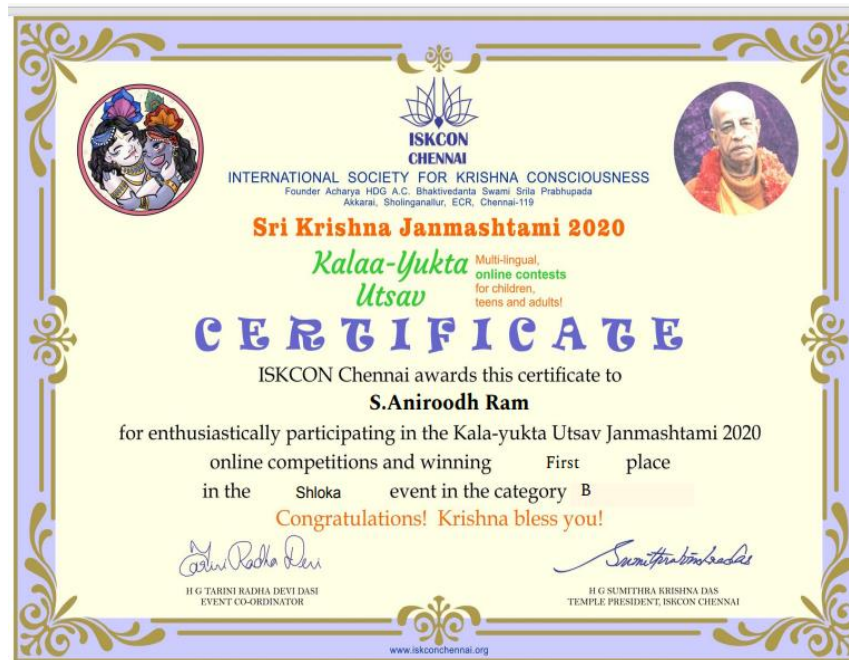 ISKCON
CHENNAI
INTERNATIONAL SOCIETY FOR KRISHNA CONSCIOUSNESS
Founder Acharya HDG A.C. Bhaktivedanta Swami Srila Prabhupada
Akkarai, Sholinganallur, ECR, Chennai-119
Sri Krishna Janmashtami 2020
Kalaa-Yukta
Utsav
Multi-lingual,
online contests
for children,
teens and adults!
CERTIFICATE
ISKCON Chennai awards this certificate to
S.Aniroodh Ram
for enthusiastically participating in the Kala-yukta Utsav Janmashtami 2020
online competitions and winning First place
in the Shloka event in the category B
Congratulations! Krishna bless you!
Tarini Radha Devi
H G TARINI RADHA DEVI DASI
EVENT CO-ORDINATOR
H G SUMITHRA KRISHNA DAS
TEMPLE PRESIDENT, ISKCON CHENNAI
www.iskconchennai.org